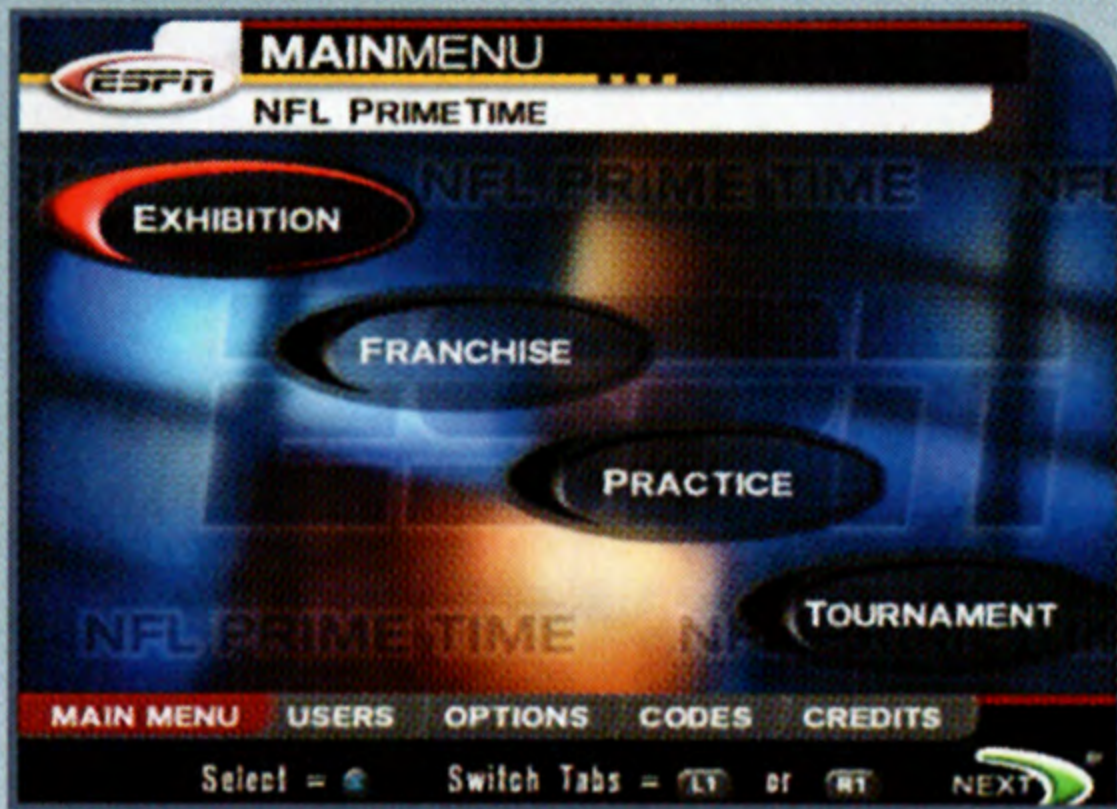 MAINMENU
ESPN
NFL PRIMETIME
NFL PRIME TIME NFL
EXHIBITION
FRANCHISE
PRACTICE
TOURNAMENT
NFL PRIME TIME
MAIN MENU USERS OPTIONS CODES CREDITS
Select = Switch Tabs = L1 or R1 NEXT